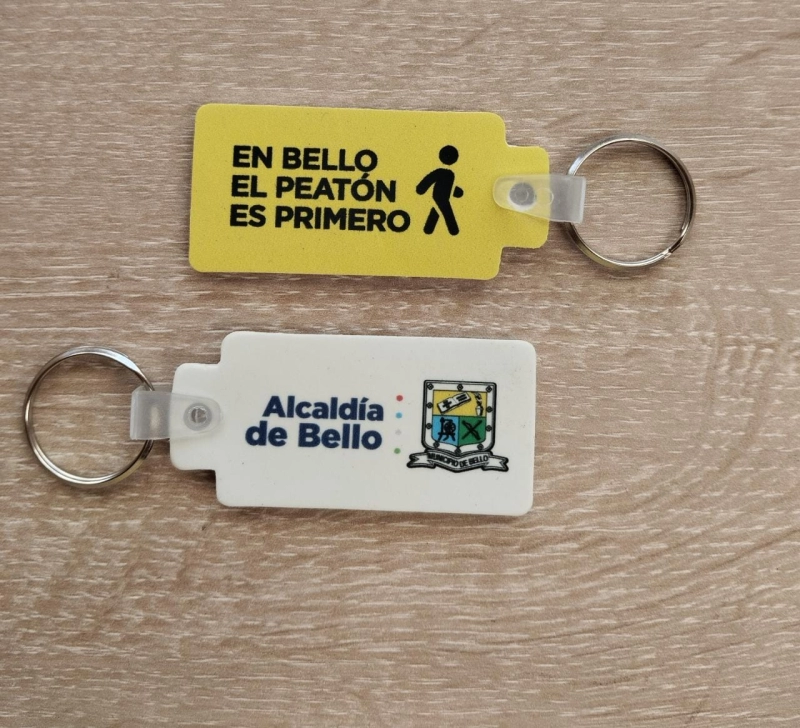 EN BELLO
EL PEATÓN
ES PRIMERO
Alcaldía
de Bello
MUNICIPIO DE BELLO